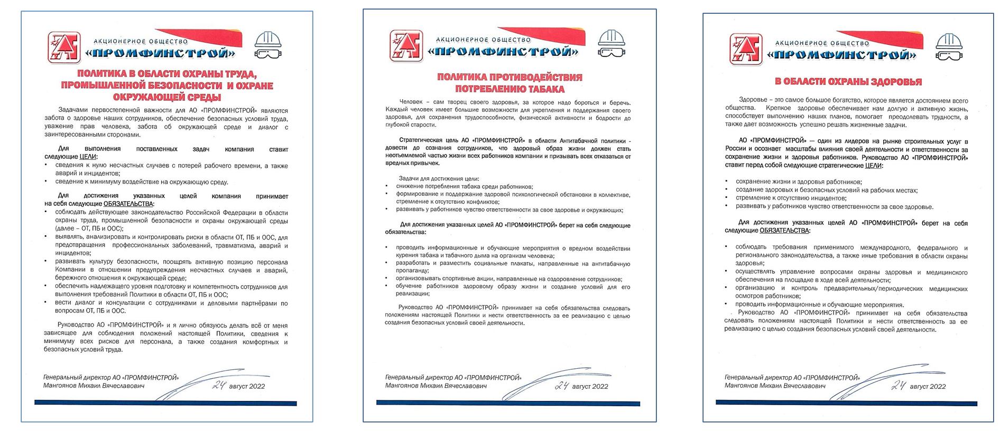 АКЦИОНЕРНОЕ ОБЩЕСТВО
«ПРОМФИНСТРОЙ»
ПОЛИТИКА В ОБЛАСТИ ОХРАНЫ ТРУДА,
ПРОМЫШЛЕННОЙ БЕЗОПАСНОСТИ И ОХРАНЕ
ОКРУЖАЮЩЕЙ СРЕДЫ
Задачами первостепенной важности для АО «ПРОМФИНСТРОЙ» являются
забота о здоровье наших сотрудников, обеспечение безопасных условий труда,
уважение прав человека, забота об окружающей среде и диалог с
заинтересованными сторонами.
Для выполнения поставленных задач компания ставит
следующие ЦЕЛИ:
• сведения к нулю несчастных случаев с потерей рабочего времени, а также
аварий и инцидентов;
• сведение к минимуму воздействие на окружающую среду.
Для достижения указанных целей компания принимает
на себя следующие ОБЯЗАТЕЛЬСТВА:
• соблюдать действующее законодательство Российской Федерации в области
охраны труда, промышленной безопасности и охраны окружающей среды
(далее – ОТ, ПБ и ООС);
• выявлять, анализировать и контролировать риски в области ОТ, ПБ и ООС, для
предотвращения профессиональных заболеваний, травматизма, аварий и
инцидентов;
• развивать культуру безопасности, поощрять активную позицию персонала
Компании в отношении предупреждения несчастных случаев и аварий,
бережного отношения к окружающей среде;
• обеспечить надлежащего уровня подготовку и компетентность сотрудников для
выполнения требований Политики в области ОТ, ПБ и ООС;
• вести диалог и консультации с сотрудниками и деловыми партнёрами по
вопросам ОТ, ПБ и ООС.
Руководство АО «ПРОМФИНСТРОЙ» и я лично обязуюсь делать всё от меня
зависящее для соблюдения положений настоящей Политики, сведения к
минимуму всех рисков для персонала, а также создания комфортных и
безопасных условий труда.
Генеральный директор АО «ПРОМФИНСТРОЙ»
Мангоянов Михаил Вячеславович 24 август 2022
АКЦИОНЕРНОЕ ОБЩЕСТВО
«ПРОМФИНСТРОЙ»
ПОЛИТИКА ПРОТИВОДЕЙСТВИЯ
ПОТРЕБЛЕНИЮ ТАБАКА
Человек – сам творец своего здоровья, за которое надо бороться и беречь.
Каждый человек имеет большие возможности для укрепления и поддержания своего
здоровья, для сохранения трудоспособности, физической активности и бодрости до
глубокой старости.
Стратегическая цель АО «ПРОМФИНСТРОЙ» в области Антитабачной политики -
довести до сознания сотрудников, что здоровый образ жизни должен стать
неотъемлемой частью жизни всех работников компании и призывать всех отказаться от
вредных привычек.
Задачи для достижения цели:
• снижение потребления табака среди работников;
• формирование и поддержание здоровой психологической обстановки в коллективе,
стремление к отсутствию конфликтов;
• развивать у работников чувство ответственности за свое здоровье и окружающих;
Для достижения указанных целей АО «ПРОМФИНСТРОЙ» берет на себя следующие
обязательства:
• проводить информационные и обучающие мероприятия о вредном воздействии
курения табака и табачного дыма на организм человека;
• разработать и разместить социальные плакаты, направленные на антитабачную
пропаганду;
• организовывать спортивные акции, направленные на оздоровление сотрудников;
• обучение работников здоровому образу жизни и создание условий для его
реализации;
Руководство АО «ПРОМФИНСТРОЙ» принимает на себя обязательства следовать
положениям настоящей Политики и нести ответственность за ее реализацию с целью
создания безопасных условий своей деятельности.
Генеральный директор АО «ПРОМФИНСТРОЙ»
Мангоянов Михаил Вячеславович 24 август 2022
АКЦИОНЕРНОЕ ОБЩЕСТВО
«ПРОМФИНСТРОЙ»
В ОБЛАСТИ ОХРАНЫ ЗДОРОВЬЯ
Здоровье – это самое большое богатство, которое является достоянием всего
общества. Крепкое здоровье обеспечивает нам долгую и активную жизнь,
способствует выполнению наших планов, помогает преодолевать трудности, а
также дает возможность успешно решать жизненные задачи.
АО «ПРОМФИНСТРОЙ» — один из лидеров на рынке строительных услуг в
России и осознает масштабы влияния своей деятельности и ответственности за
сохранение жизни и здоровья работников. Руководство АО «ПРОМФИНСТРОЙ»
ставит перед собой следующие стратегические ЦЕЛИ:
• сохранение жизни и здоровья работников;
• создание здоровых и безопасных условий на рабочих местах;
• стремление к отсутствию инцидентов;
• развивать у работников чувство ответственности за свое здоровье.
Для достижения указанных целей АО «ПРОМФИНСТРОЙ» берет на себя
следующие ОБЯЗАТЕЛЬСТВА:
• соблюдать требования применимого международного, федерального и
регионального законодательства, а также иные требования в области охраны
здоровья;
• осуществлять управление вопросами охраны здоровья и медицинского
обеспечения на площадке в ходе всей деятельности;
• организацию и контроль предварительных/периодических медицинских
осмотров работников;
• проводить информационные и обучающие мероприятия.
Руководство АО «ПРОМФИНСТРОЙ» принимает на себя обязательства
следовать положениям настоящей Политики и нести ответственность за ее
реализацию с целью создания безопасных условий своей деятельности.
Генеральный директор АО «ПРОМФИНСТРОЙ»
Мангоянов Михаил Вячеславович 24 август 2022